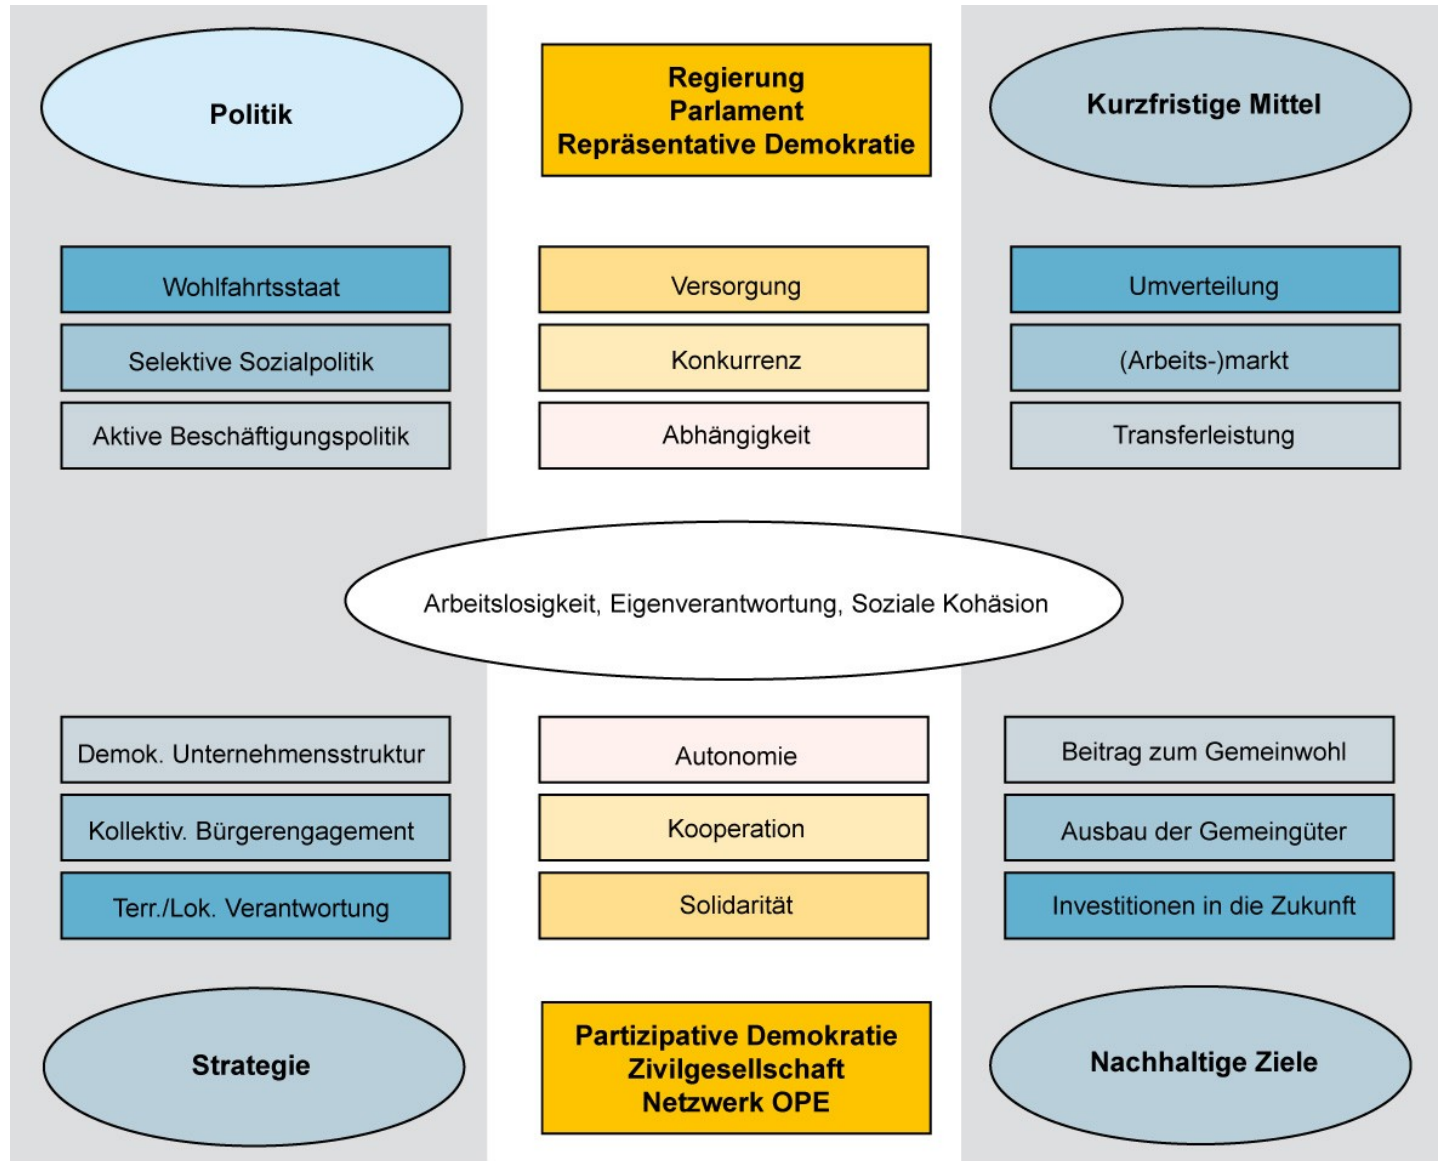 Politik
Regierung
Parlament
Repräsentative Demokratie
Kurzfristige Mittel
Wohlfahrtsstaat
Versorgung
Umverteilung
Selektive Sozialpolitik
Konkurrenz
(Arbeits-)markt
Aktive Beschäftigungspolitik
Abhängigkeit
Transferleistung
Arbeitslosigkeit, Eigenverantwortung, Soziale Kohäsion
Demok. Unternehmensstruktur
Autonomie
Beitrag zum Gemeinwohl
Kollektiv. Bürgerengagement
Kooperation
Ausbau der Gemeingüter
Terr./Lok. Verantwortung
Solidarität
Investitionen in die Zukunft
Strategie
Partizipative Demokratie
Zivilgesellschaft
Netzwerk OPE
Nachhaltige Ziele